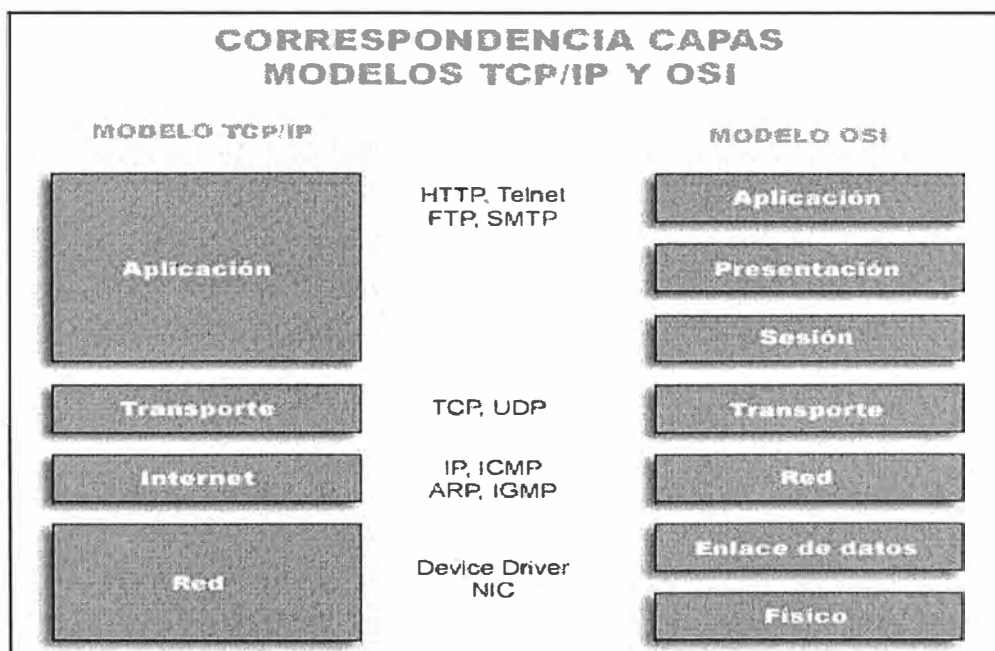 CORRESPONDENCIA CAPAS
MODELOS TCP/IP Y OSI
MODELO TCP/IP
MODELO OSI
Aplicación
HTTP, Telnet
FTP, SMTP
Aplicación
Presentación
Sesión
Transporte
TCP, UDP
Transporte
Internet
IP, ICMP
ARP, IGMP
Red
Red
Device Driver
NIC
Enlace de datos
Físico